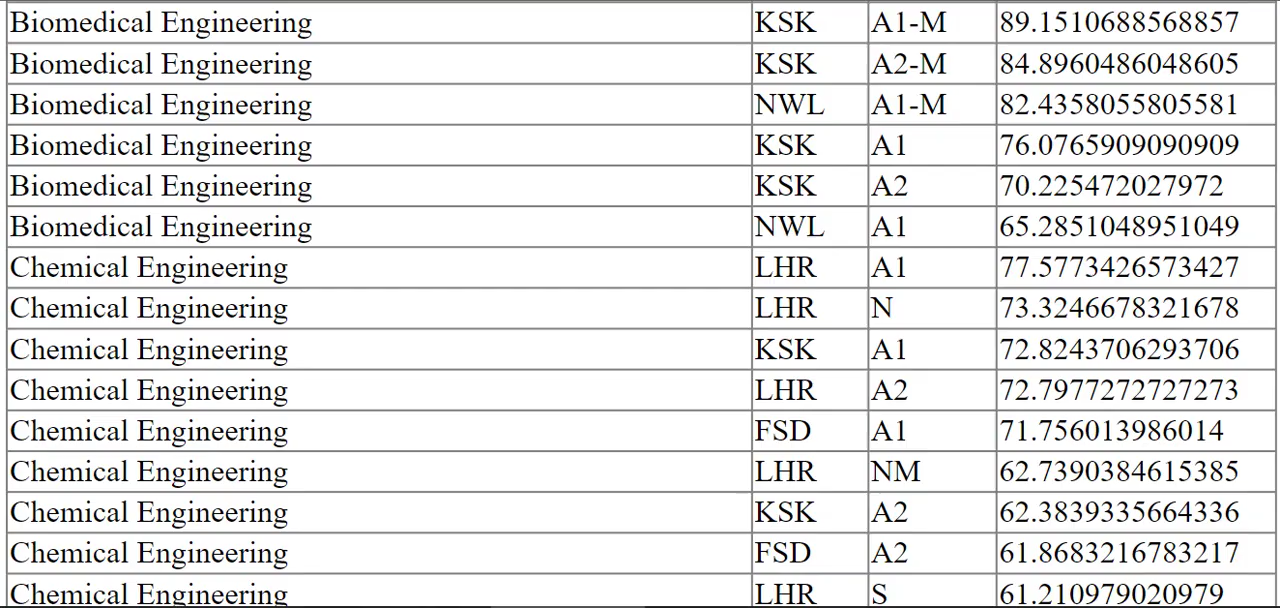 Biomedical Engineering KSK A1-M 89.1510688568857
Biomedical Engineering KSK A2-M 84.8960486048605
Biomedical Engineering NWL A1-M 82.4358055805581
Biomedical Engineering KSK A1 76.0765909090909
Biomedical Engineering KSK A2 70.225472027972
Biomedical Engineering NWL A1 65.2851048951049
Chemical Engineering LHR A1 77.5773426573427
Chemical Engineering LHR N 73.3246678321678
Chemical Engineering KSK A1 72.8243706293706
Chemical Engineering LHR A2 72.7977272727273
Chemical Engineering FSD A1 71.756013986014
Chemical Engineering LHR NM 62.7390384615385
Chemical Engineering KSK A2 62.3839335664336
Chemical Engineering FSD A2 61.8683216783217
Chemical Engineering LHR S 61.210979020979